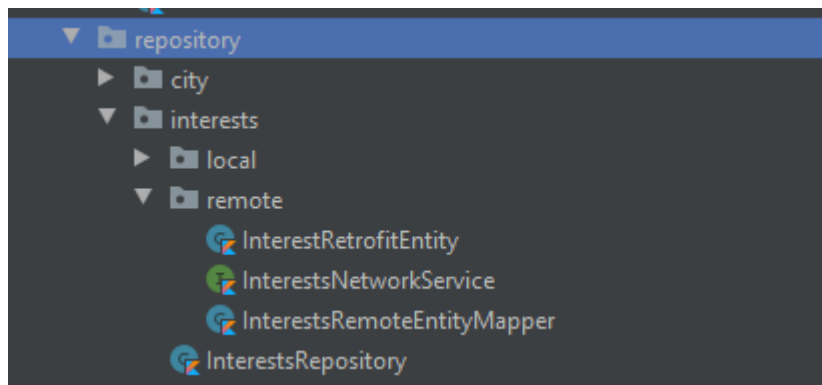 repository
city
interests
local
remote
InterestRetrofitEntity
InterestsNetworkService
InterestsRemoteEntityMapper
InterestsRepository